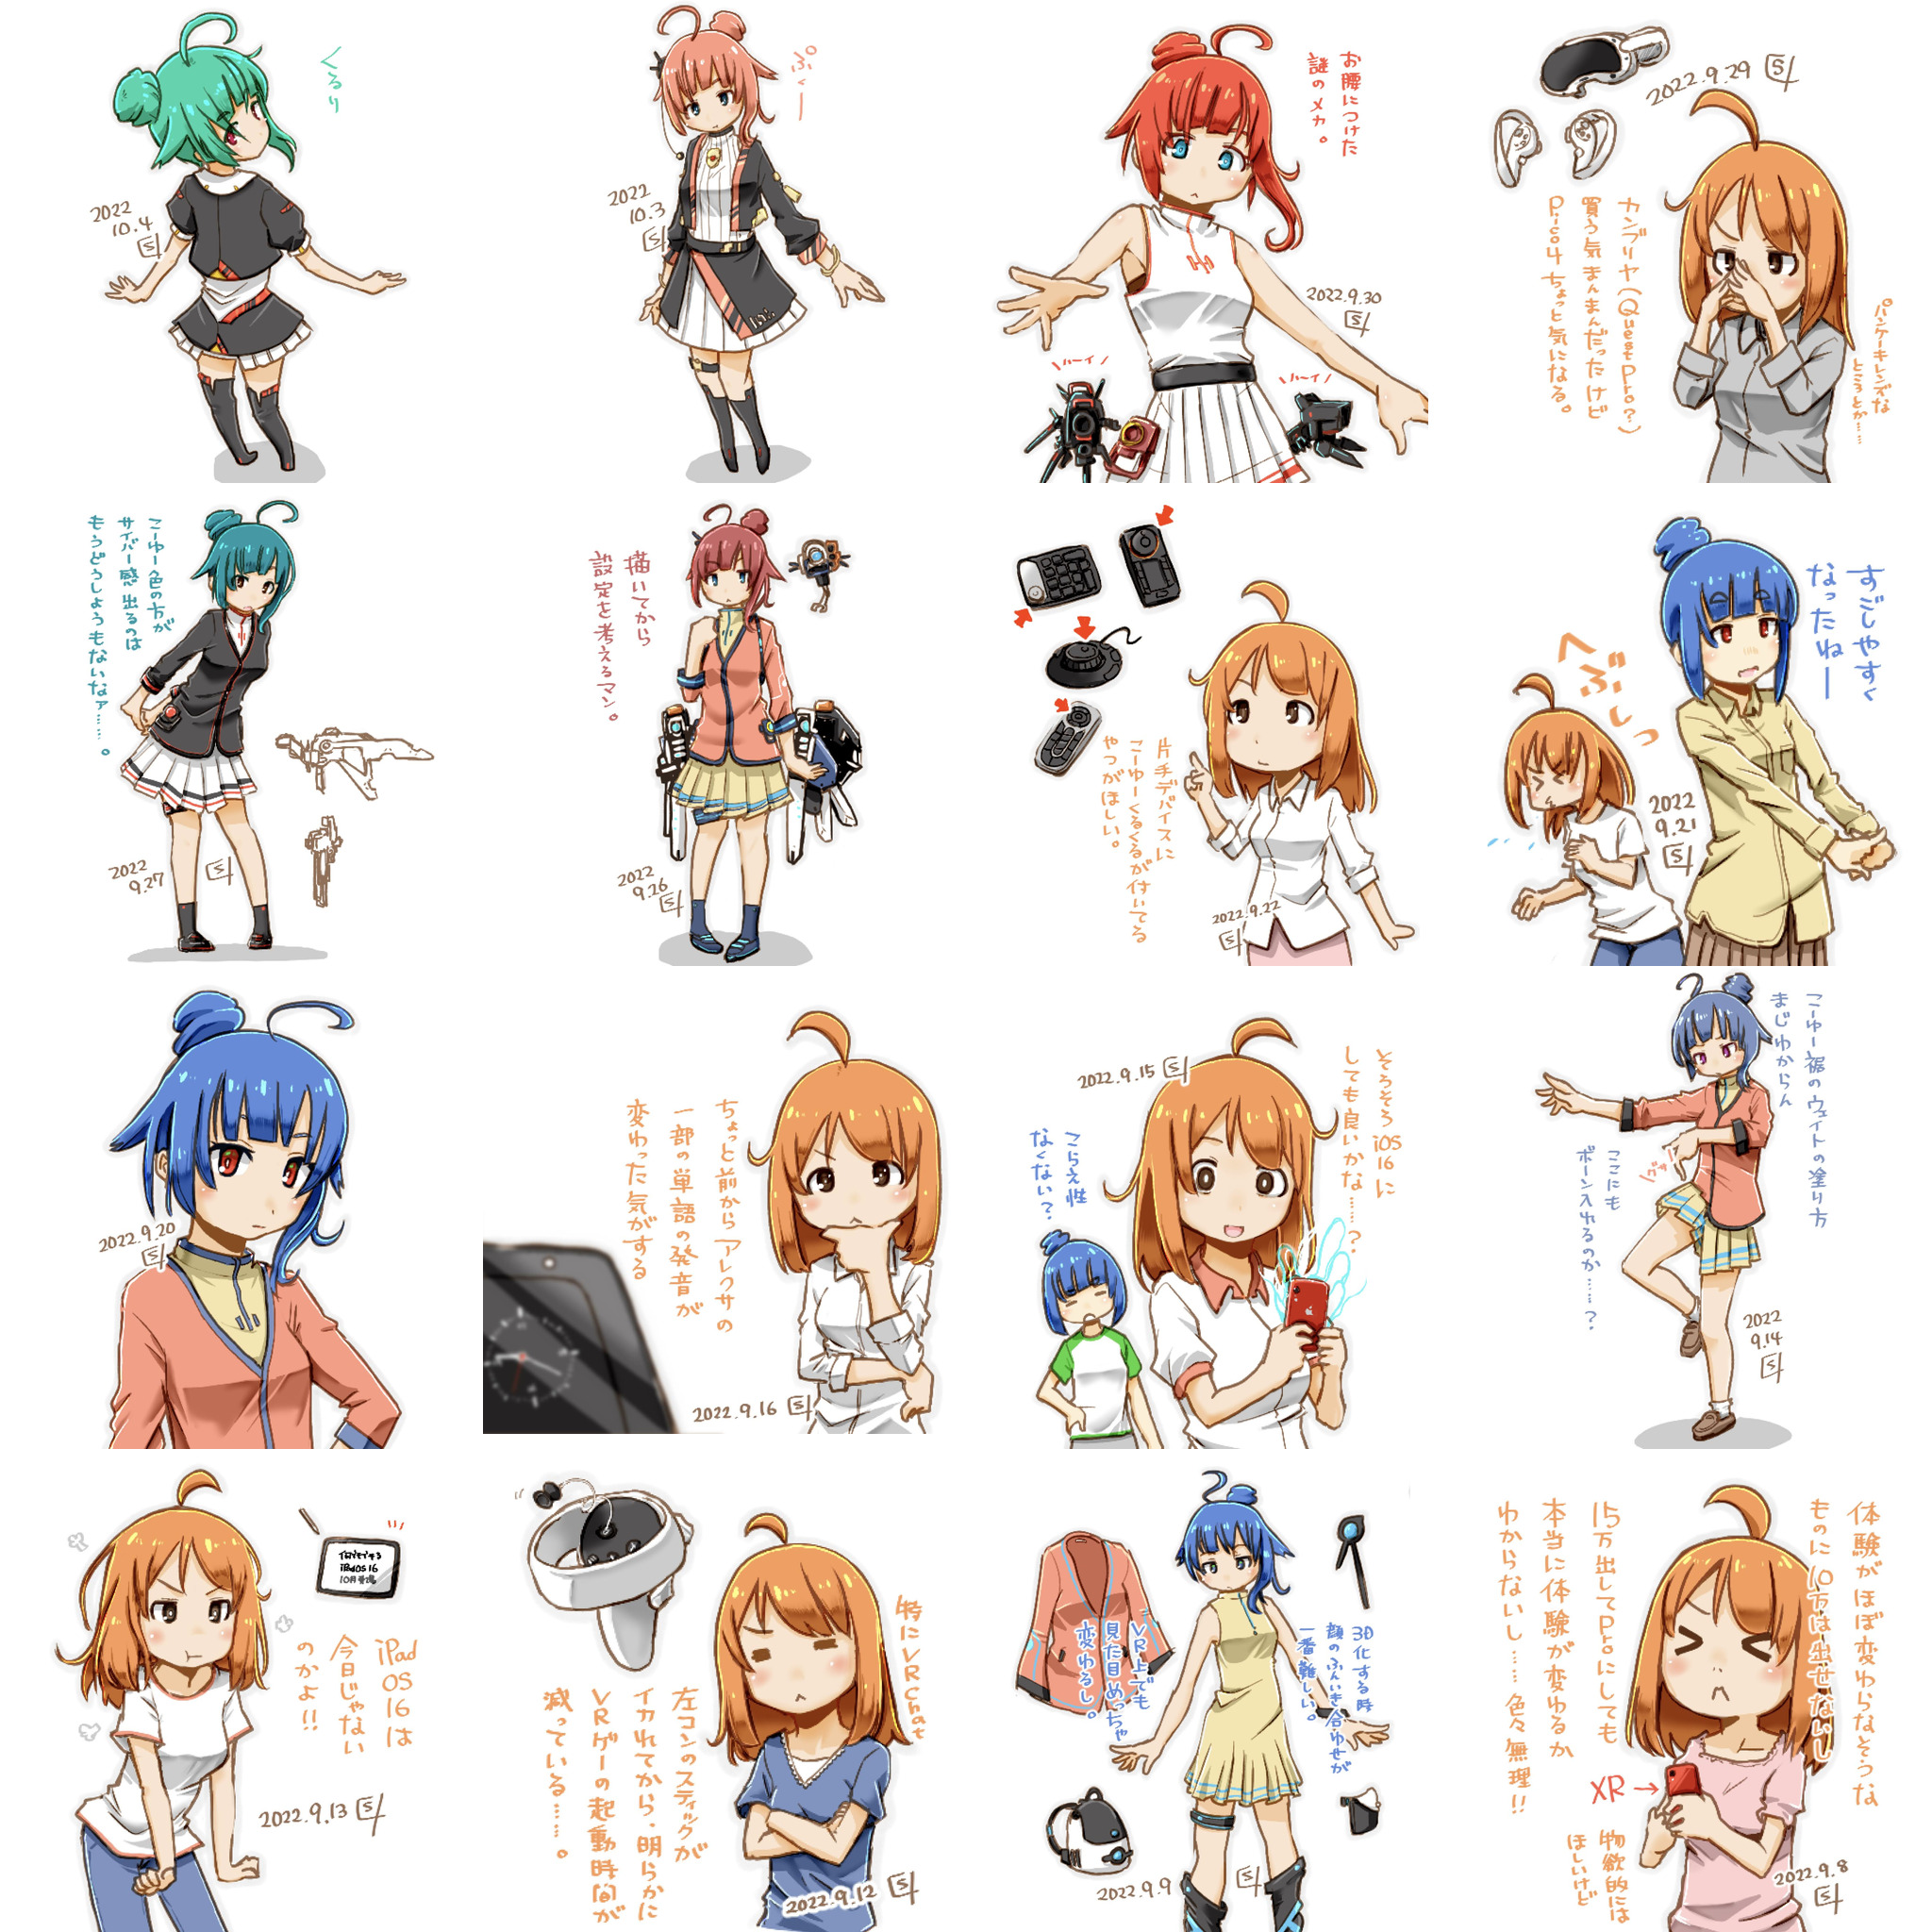 くるり
2022
10.4
ぷくー
2022
10.3
お腰につけた
謎のメカ。
2022.9.30
\ハーイ/
\ハーイ/
2022.9.29
カンブリヤ(Quest Pro?)
買う気まんまんだったけど
Pico4ちょっと気になる。
パンケーキレンズな
ところとか……
こーゆー色の方が
サイバー感出るのは
もうどうしようもないなァ……。
2022
9.27
描いてから
設定を考えるマン。
2022
9.26
片手デバイスに
こーゆーくるくるが付いてる
やつがほしい。
2022.9.22
すごしやすく
なったねー
へぶしっ
2022
9.21
2022.9.20
ちょっと前からアレクサの
一部の単語の発音が
変わった気がする
2022.9.16
2022.9.15
そろそろiOS16に
しても良いかな……?
こらえ性
なくない?
こーゆー裾のウェイトの塗り方
まじわからん
ここにも
ボーン入れるのか……?
2022
9.14
iPadOS16
10月登場
iPad
OS
16は
今日じゃない
のかよ!!
2022.9.13
特にVRChat
左コンのスティックが
イカれてから、明らかに
VRゲーの起動時間が
減っている……。
2022.9.12
3D化する時
顔のふんいき合わせが
一番難しい。
VR上でも
見た目めっちゃ
変わるし。
2022.9.9
体験がほぼ変わらなそうな
ものに10万は出せないし
15万出してProにしても
本当に体験が変わるか
わからないし……色々無理!!
XR→
物欲的には
ほしいけど
2022.9.8